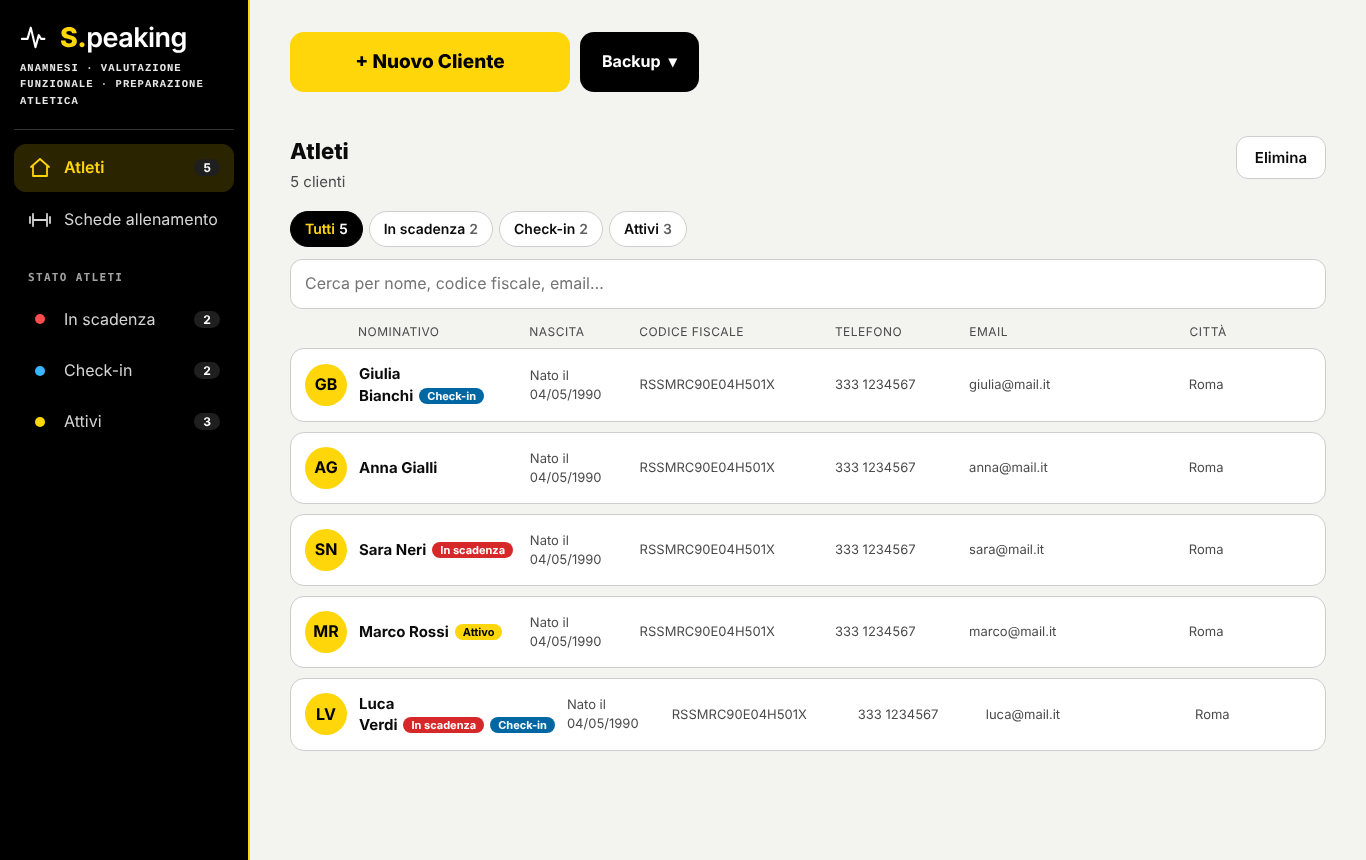 S.peaking
ANAMNESI · VALUTAZIONE
FUNZIONALE · PREPARAZIONE
ATLETICA
Atleti 5
Schede allenamento
STATO ATLETI
In scadenza 2
Check-in 2
Attivi 3
+ Nuovo Cliente Backup ▾
Atleti
5 clienti
Elimina
Tutti 5 In scadenza 2 Check-in 2 Attivi 3
Cerca per nome, codice fiscale, email...
NOMINATIVO NASCITA CODICE FISCALE TELEFONO EMAIL CITTÀ
GB Giulia Bianchi Check-in Nato il 04/05/1990 RSSMRC90E04H501X 333 1234567 giulia@mail.it Roma
AG Anna Gialli Nato il 04/05/1990 RSSMRC90E04H501X 333 1234567 anna@mail.it Roma
SN Sara Neri In scadenza Nato il 04/05/1990 RSSMRC90E04H501X 333 1234567 sara@mail.it Roma
MR Marco Rossi Attivo Nato il 04/05/1990 RSSMRC90E04H501X 333 1234567 marco@mail.it Roma
LV Luca Verdi In scadenza Check-in Nato il 04/05/1990 RSSMRC90E04H501X 333 1234567 luca@mail.it Roma